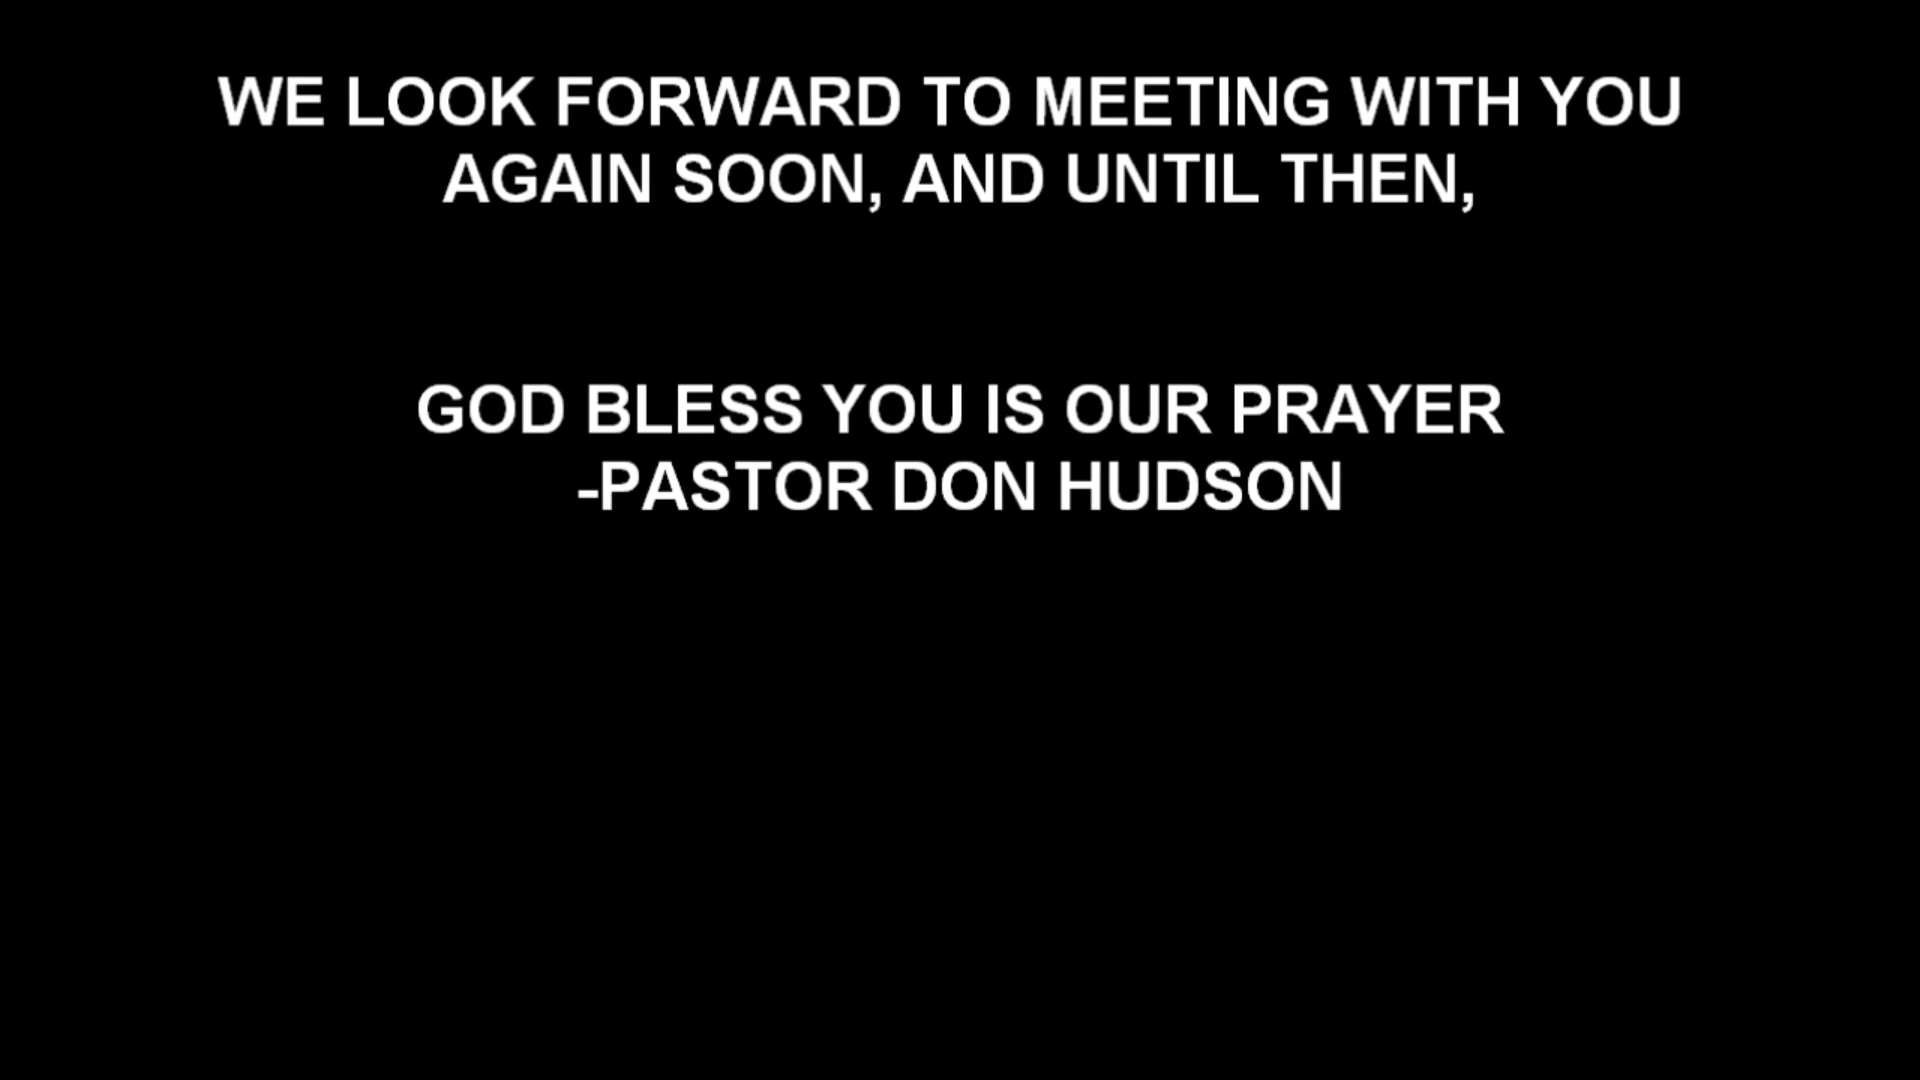 WE LOOK FORWARD TO MEETING WITH YOU
AGAIN SOON, AND UNTIL THEN,
GOD BLESS YOU IS OUR PRAYER
-PASTOR DON HUDSON